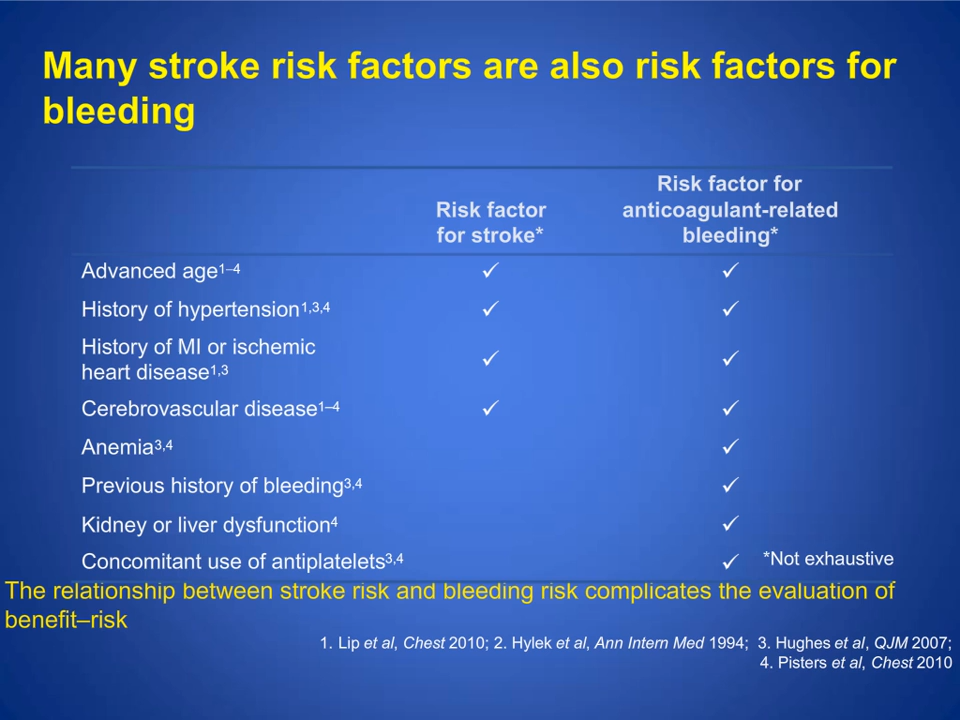 Many stroke risk factors are also risk factors for
bleeding
Risk factor
for stroke*
Risk factor for
anticoagulant-related
bleeding*
Advanced age1–4 ✓ ✓
History of hypertension1,3,4 ✓ ✓
History of MI or ischemic
heart disease1,3 ✓ ✓
Cerebrovascular disease1–4 ✓ ✓
Anemia3,4 ✓
Previous history of bleeding3,4 ✓
Kidney or liver dysfunction4 ✓
Concomitant use of antiplatelets3,4 ✓ *Not exhaustive
The relationship between stroke risk and bleeding risk complicates the evaluation of
benefit–risk
1. Lip et al, Chest 2010; 2. Hylek et al, Ann Intern Med 1994; 3. Hughes et al, QJM 2007;
4. Pisters et al, Chest 2010